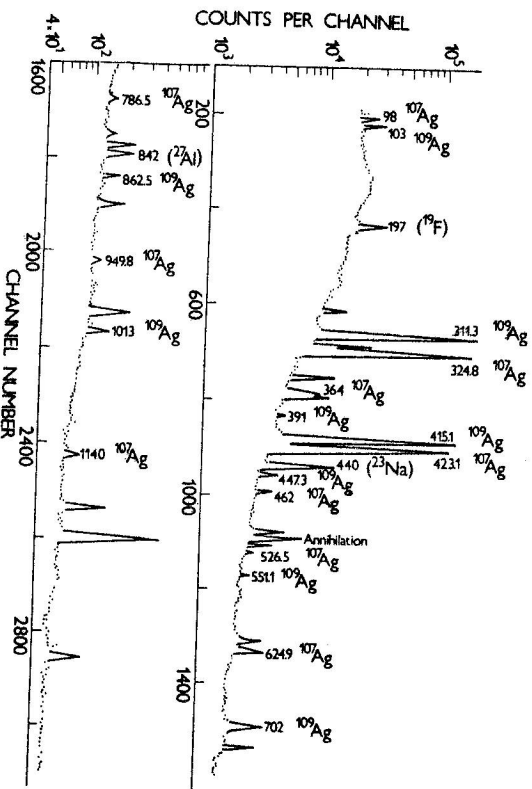 COUNTS PER CHANNEL
10³
10⁴
10⁵
200
600
1000
1400
98 ¹⁰⁷Ag
103 ¹⁰⁹Ag
197 (¹⁹F)
311.3 ¹⁰⁹Ag
324.8 ¹⁰⁷Ag
364 ¹⁰⁷Ag
391 ¹⁰⁹Ag
415.1 ¹⁰⁹Ag
423.1 ¹⁰⁷Ag
440 (²³Na)
447.3 ¹⁰⁹Ag
462 ¹⁰⁷Ag
Annihilation
526.5 ¹⁰⁷Ag
551.1 ¹⁰⁹Ag
624.9 ¹⁰⁷Ag
702 ¹⁰⁹Ag
4.10¹
10²
1600
2000
2400
2800
786.5 ¹⁰⁷Ag
842 (²⁷Al)
862.5 ¹⁰⁹Ag
949.8 ¹⁰⁷Ag
1013 ¹⁰⁹Ag
1140 ¹⁰⁷Ag
CHANNEL NUMBER